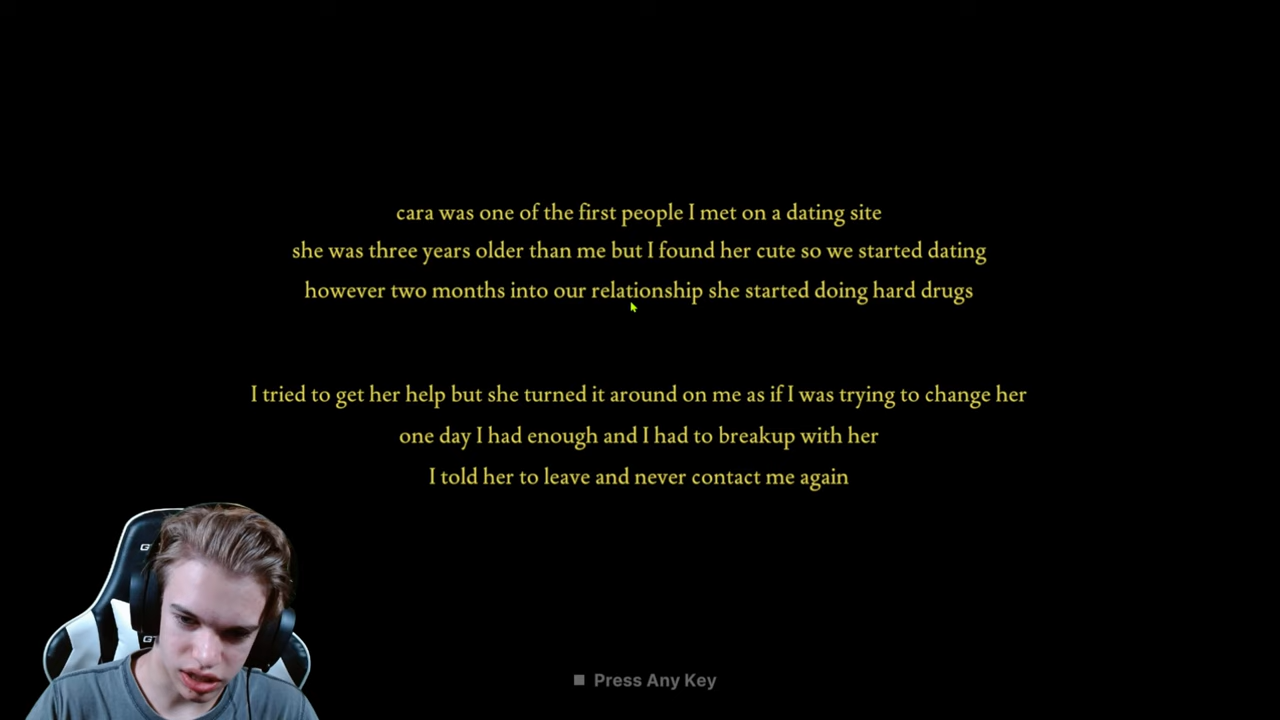 cara was one of the first people I met on a dating site
she was three years older than me but I found her cute so we started dating
however two months into our relationship she started doing hard drugs
I tried to get her help but she turned it around on me as if I was trying to change her
one day I had enough and I had to breakup with her
I told her to leave and never contact me again
Press Any Key